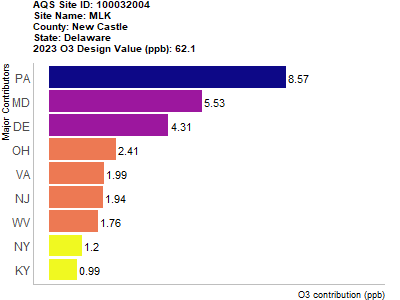 AQS Site ID: 100032004
Site Name: MLK
County: New Castle
State: Delaware
2023 O3 Design Value (ppb): 62.1
Major Contributors
PA 8.57
MD 5.53
DE 4.31
OH 2.41
VA 1.99
NJ 1.94
WV 1.76
NY 1.2
KY 0.99
O3 contribution (ppb)